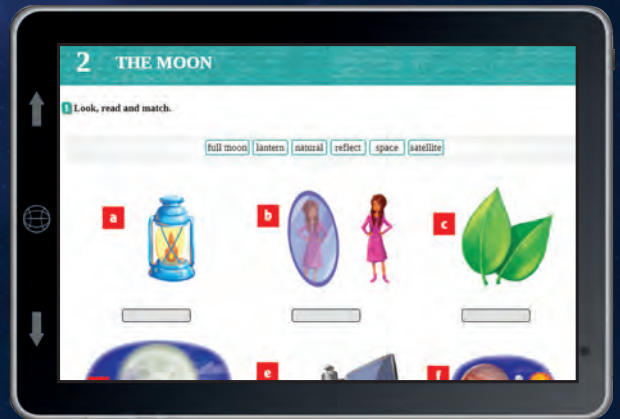 2 THE MOON
1 Look, read and match.
full moon lantern natural reflect space satellite
a
b
c
e
f